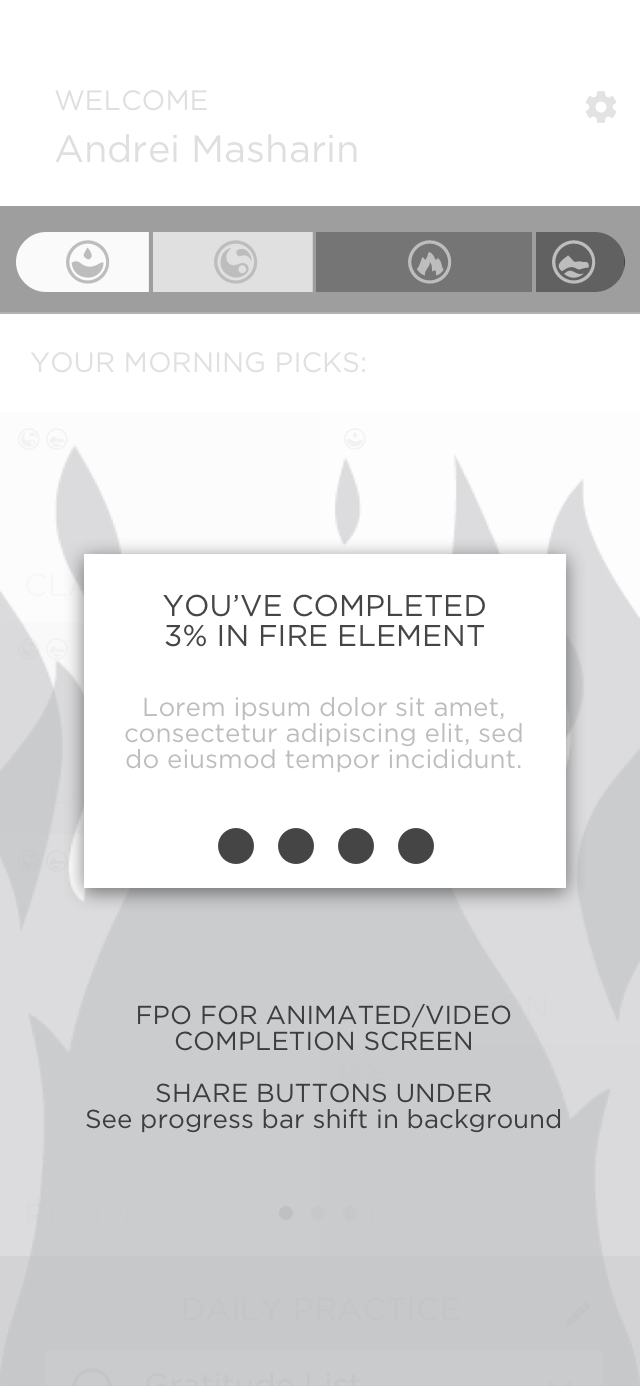 WELCOME
Andrei Masharin
YOUR MORNING PICKS:
YOU’VE COMPLETED
3% IN FIRE ELEMENT
Lorem ipsum dolor sit amet,
consectetur adipiscing elit, sed
do eiusmod tempor incididunt.
FPO FOR ANIMATED/VIDEO
COMPLETION SCREEN
SHARE BUTTONS UNDER
See progress bar shift in background
DAILY PRACTICE
Gratitude List